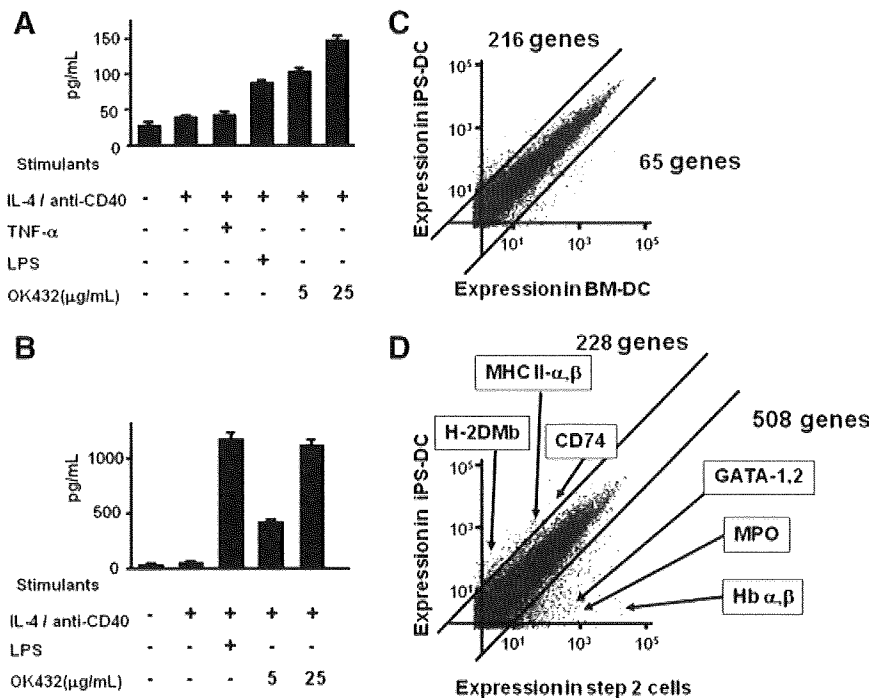 A
pg/mL
150
100
50
0
Stimulants
IL-4 / anti-CD40 - + + + + +
TNF-α - - + - - -
LPS - - - + - -
OK432(μg/mL) - - - - 5 25
B
pg/mL
1000
500
0
Stimulants
IL-4 / anti-CD40 - + + + +
LPS - - + - -
OK432(μg/mL) - - - 5 25
C
216 genes
65 genes
Expression in iPS-DC
10⁵
10³
10¹
10¹ 10³ 10⁵
Expression in BM-DC
D
228 genes
508 genes
MHC II-α,β
H-2DMb
CD74
GATA-1,2
MPO
Hb α,β
Expression in iPS-DC
10⁵
10³
10¹
10¹ 10³ 10⁵
Expression in step 2 cells